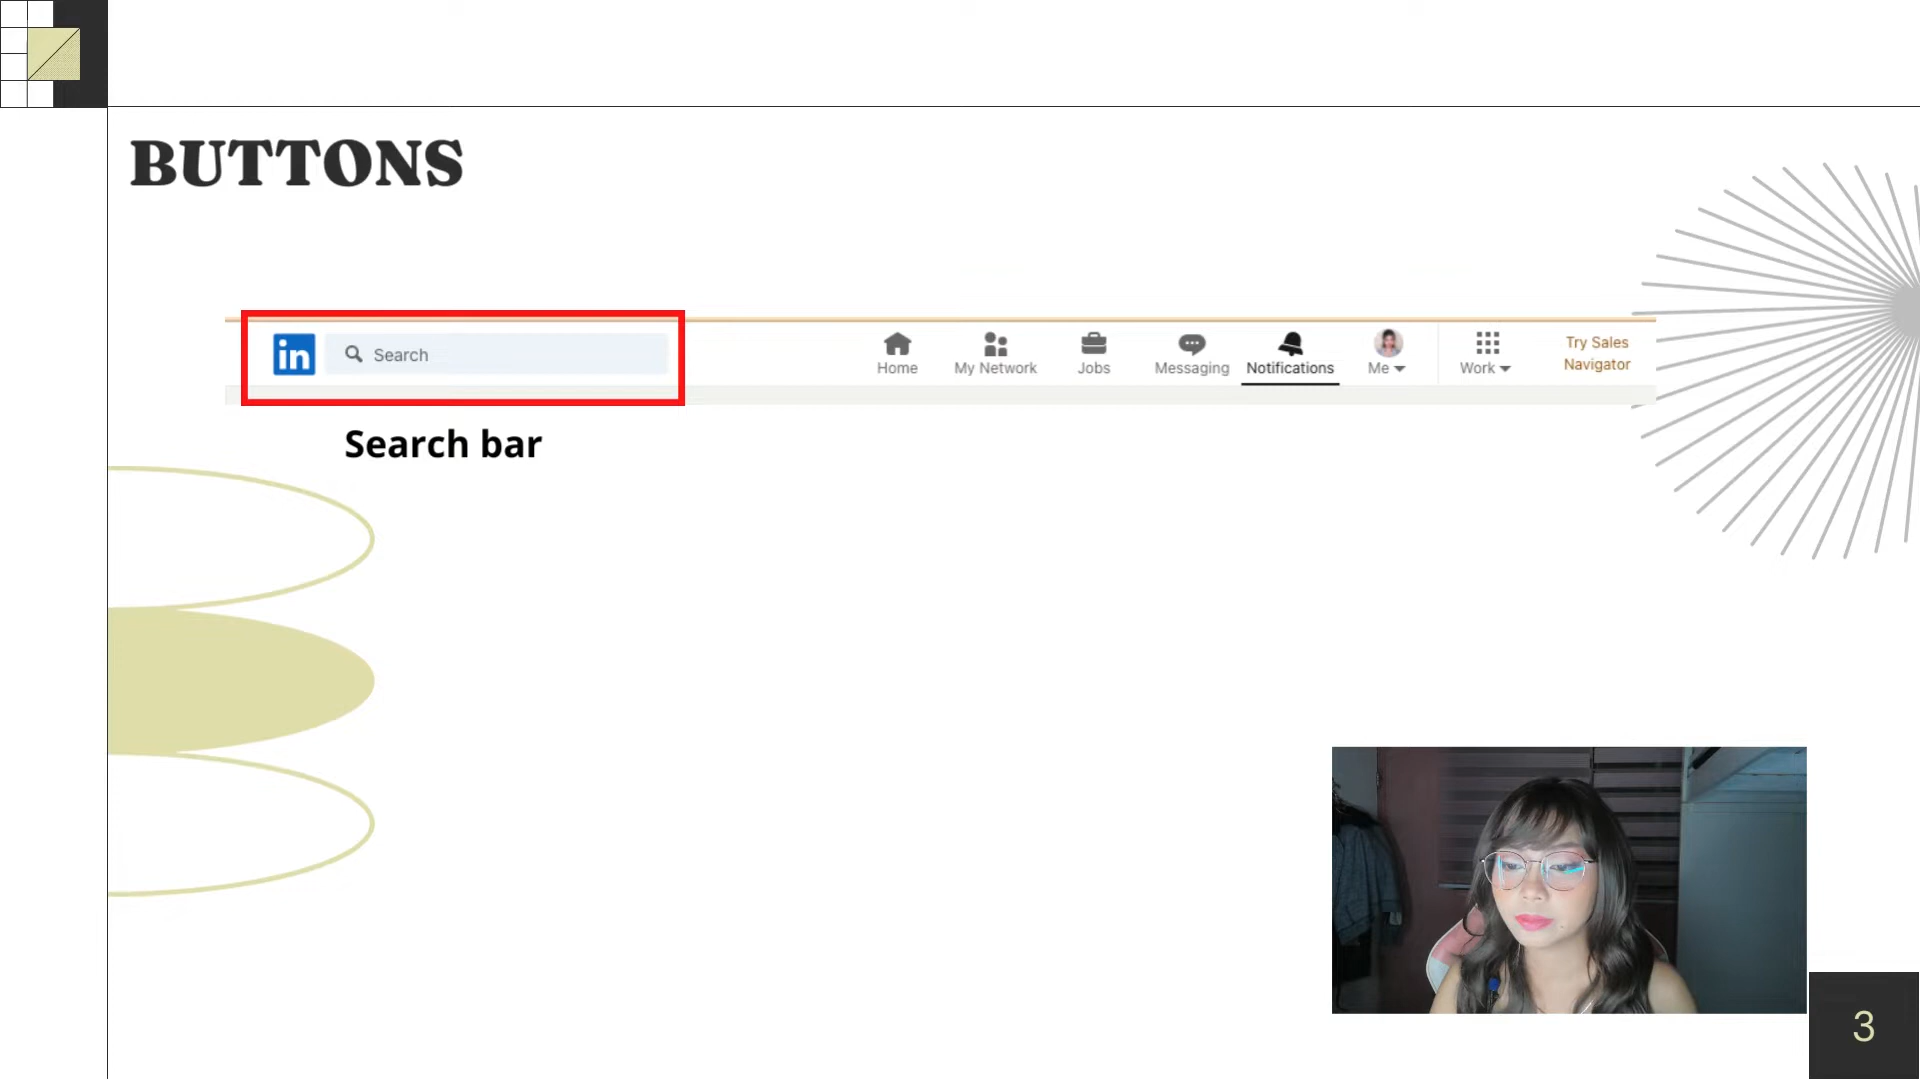 BUTTONS
in Search
Home
My Network
Jobs
Messaging
Notifications
Me
Work
Try Sales
Navigator
Search bar
3